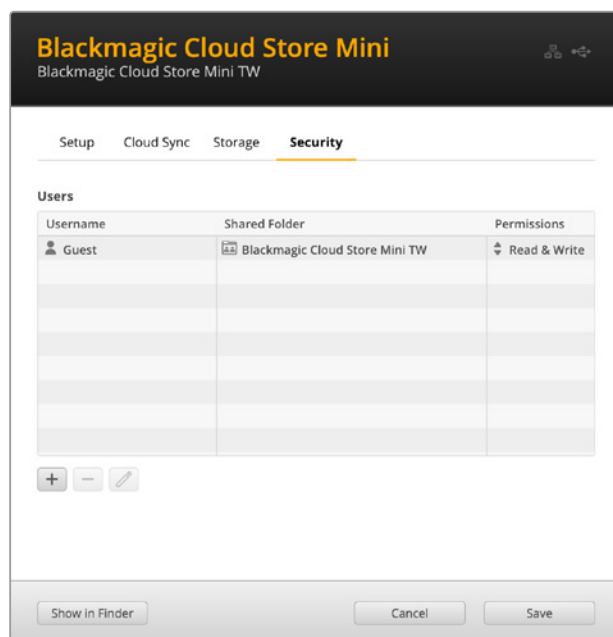 Blackmagic Cloud Store Mini
Blackmagic Cloud Store Mini TW
Setup Cloud Sync Storage Security
Users
Username Shared Folder Permissions
Guest Blackmagic Cloud Store Mini TW Read & Write
Show in Finder Cancel Save